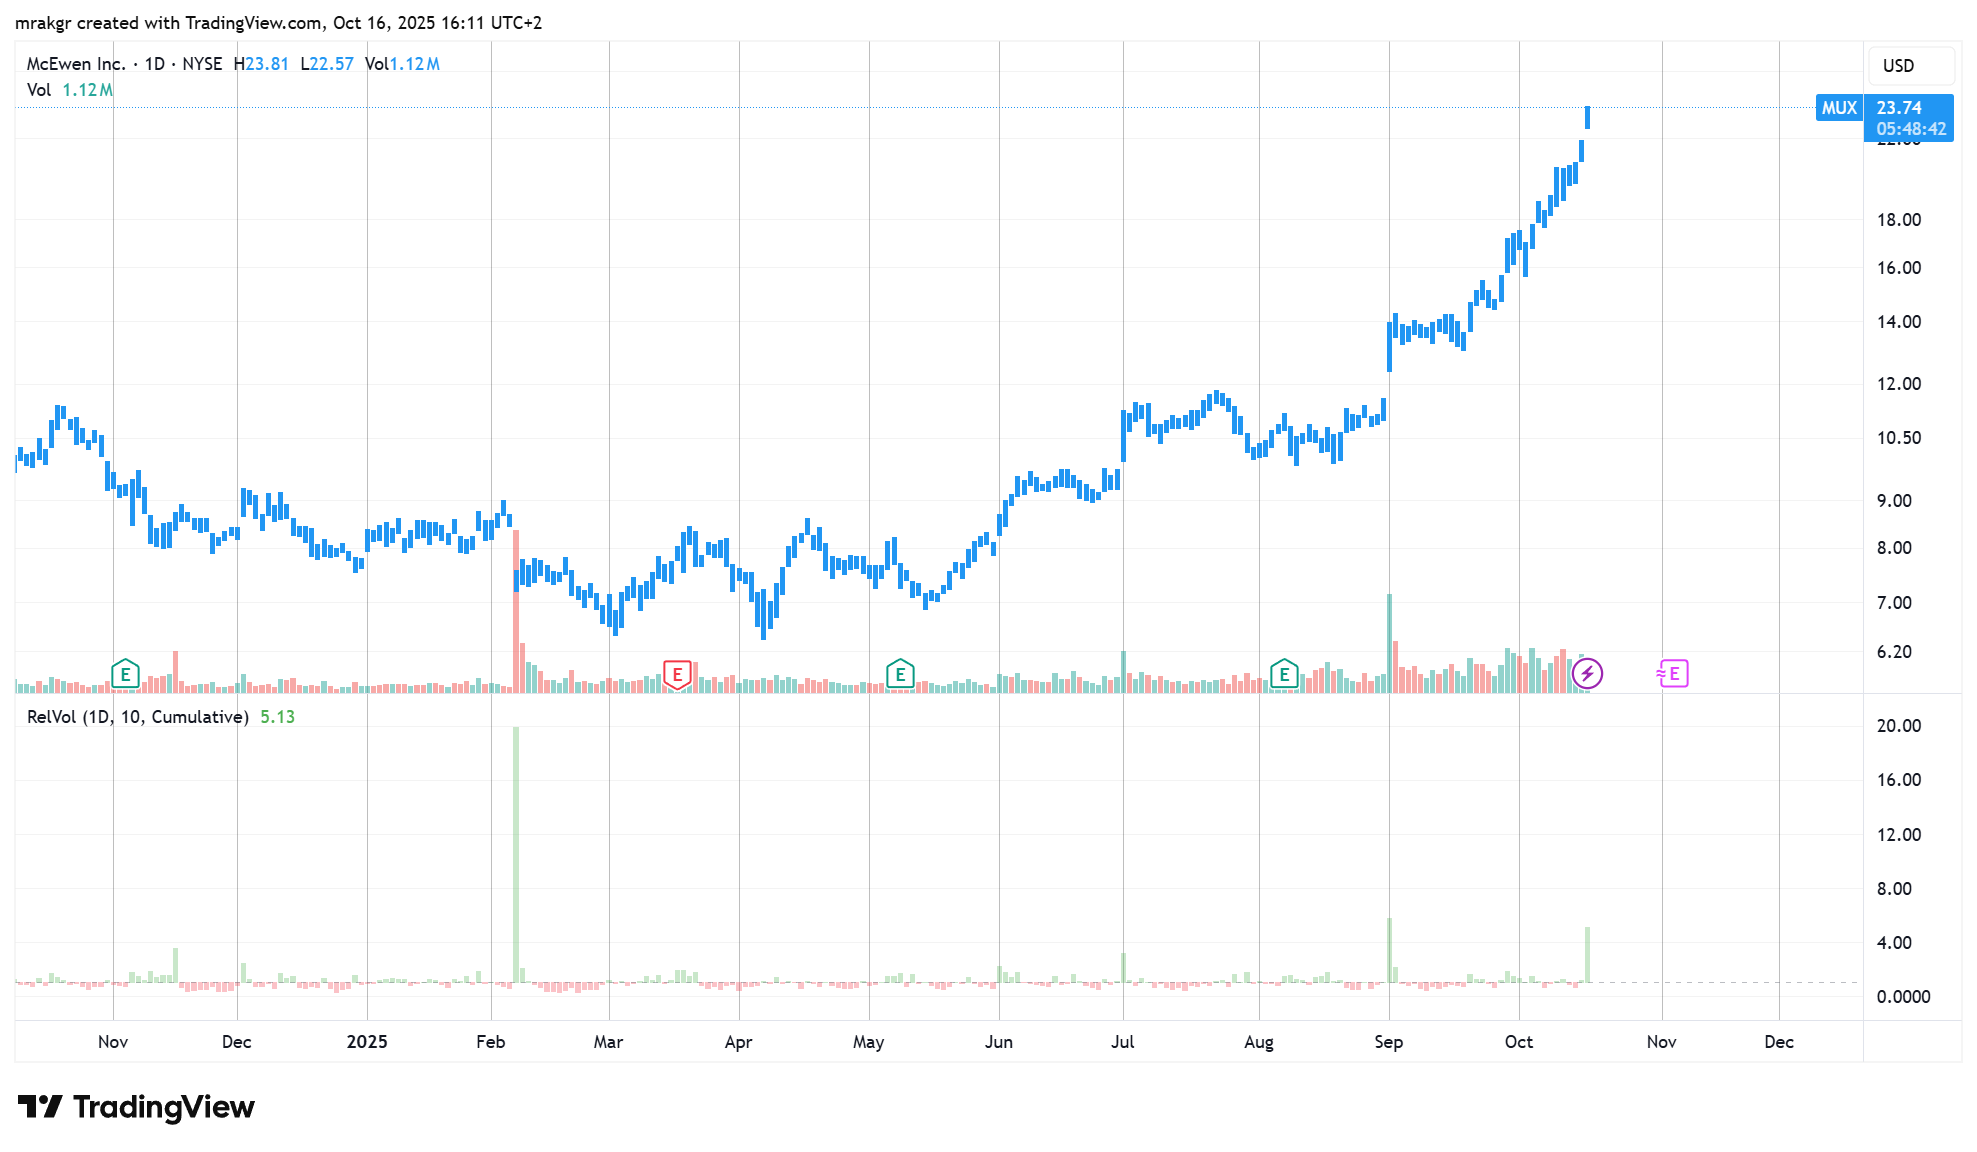 mrakgr created with TradingView.com, Oct 16, 2025 16:11 UTC+2
McEwen Inc. · 1D · NYSE H23.81 L22.57 Vol1.12M
Vol 1.12M
USD
MUX 23.74
05:48:42
22.00
18.00
16.00
14.00
12.00
10.50
9.00
8.00
7.00
6.20
E E E E ≈E
RelVol (1D, 10, Cumulative) 5.13
20.00
16.00
12.00
8.00
4.00
0.0000
Nov Dec 2025 Feb Mar Apr May Jun Jul Aug Sep Oct Nov Dec
TradingView